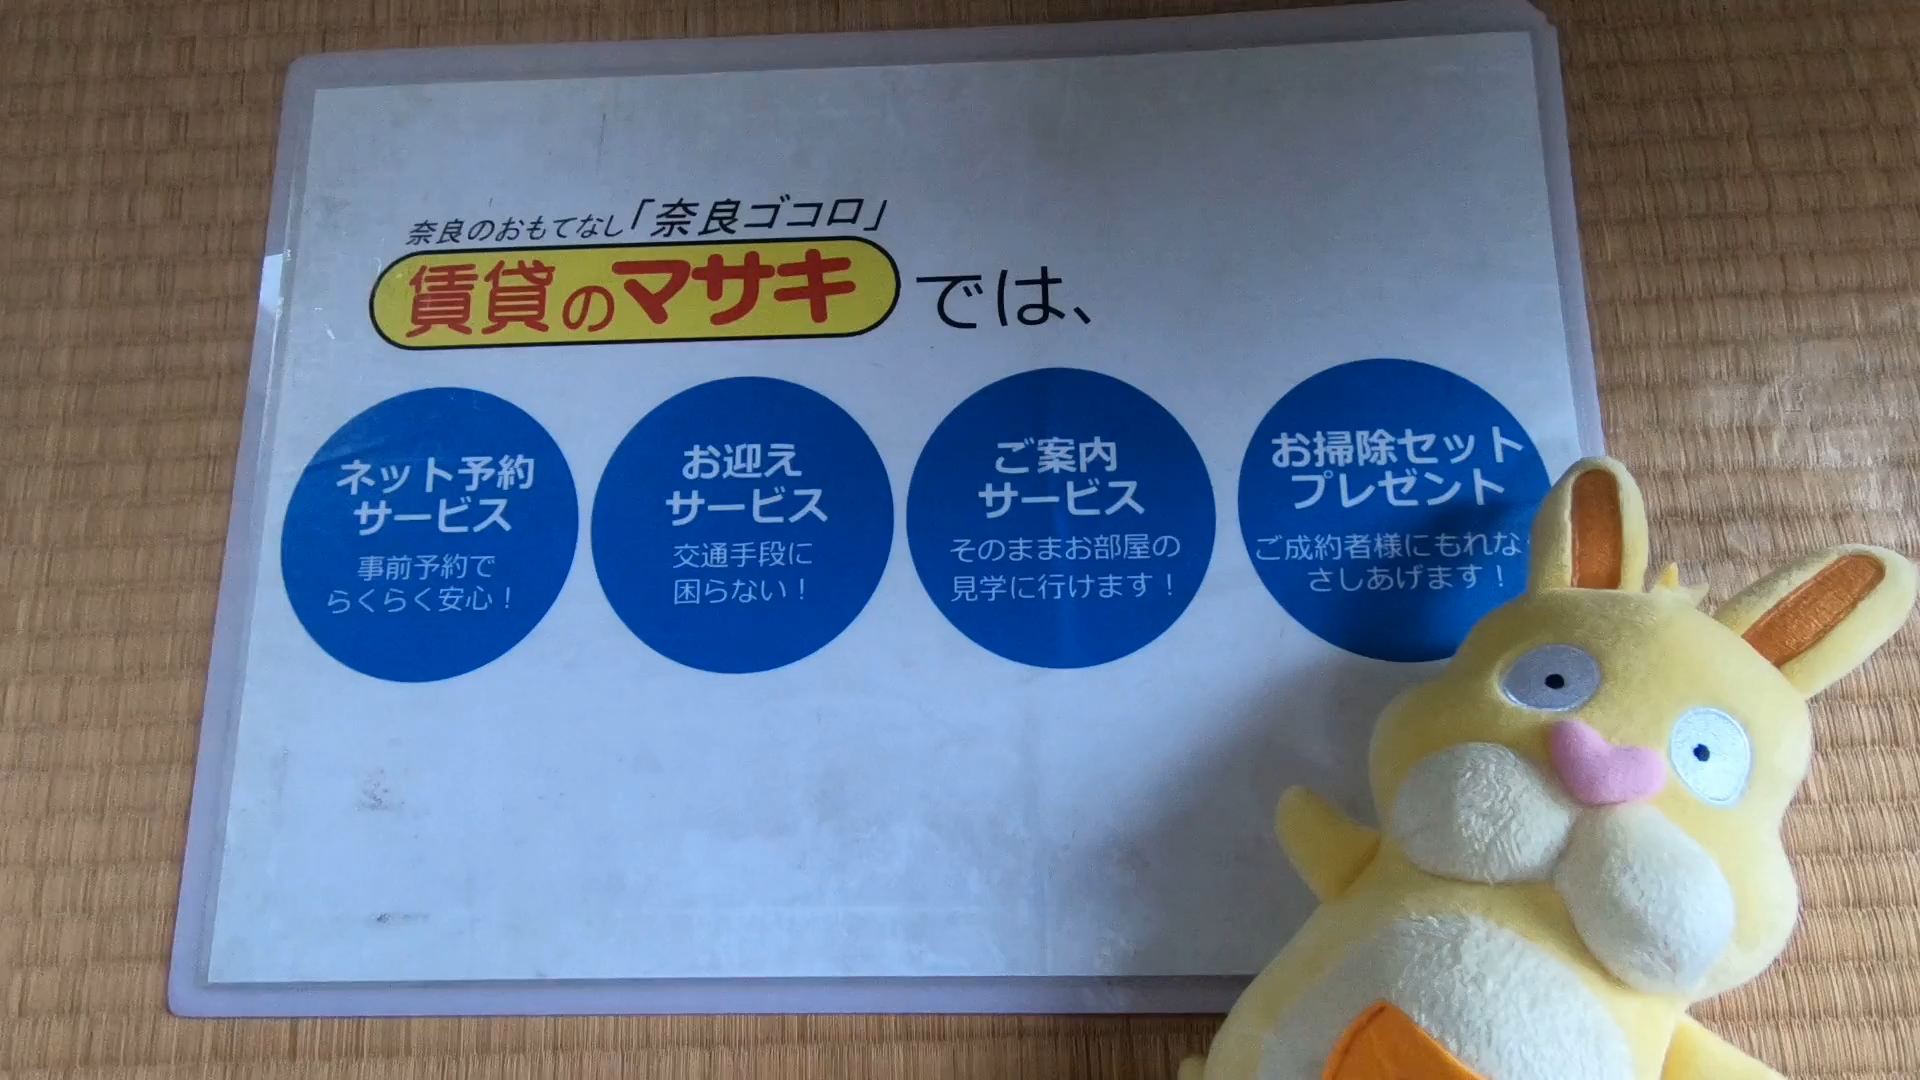 奈良のおもてなし「奈良ゴコロ」
賃貸のマサキでは、
ネット予約
サービス
事前予約で
らくらく安心！
お迎え
サービス
交通手段に
困らない！
ご案内
サービス
そのままお部屋の
見学に行けます！
お掃除セット
プレゼント
ご成約者様にもれな
さしあげます！